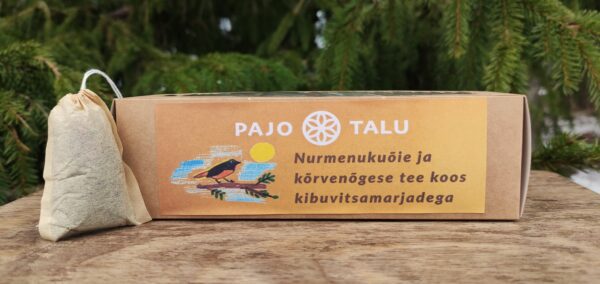 PAJO TALU
Nurmenukuõie ja
kõrvenõgese tee koos
kibuvitsamarjadega